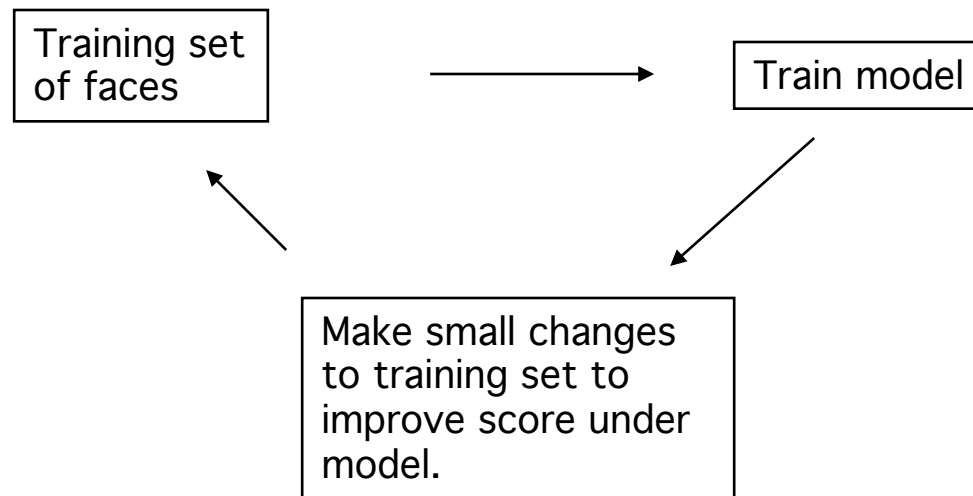 Training set
of faces
Train model
Make small changes
to training set to
improve score under
model.